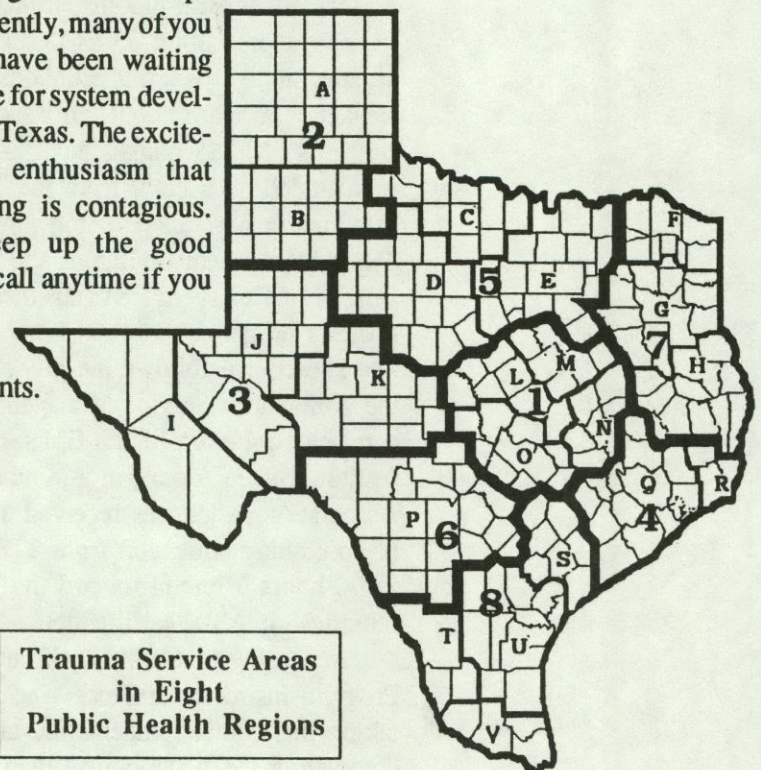 ently, many of you
have been waiting
e for system devel-
Texas. The excite-
enthusiasm that
ng is contagious.
eep up the good
call anytime if you
nts.
A
2
B
C
F
D
5
E
G
7
H
J
K
L
M
3
1
I
N
O
Q
R
P
6
4
S
8
T
U
V
Trauma Service Areas
in Eight
Public Health Regions